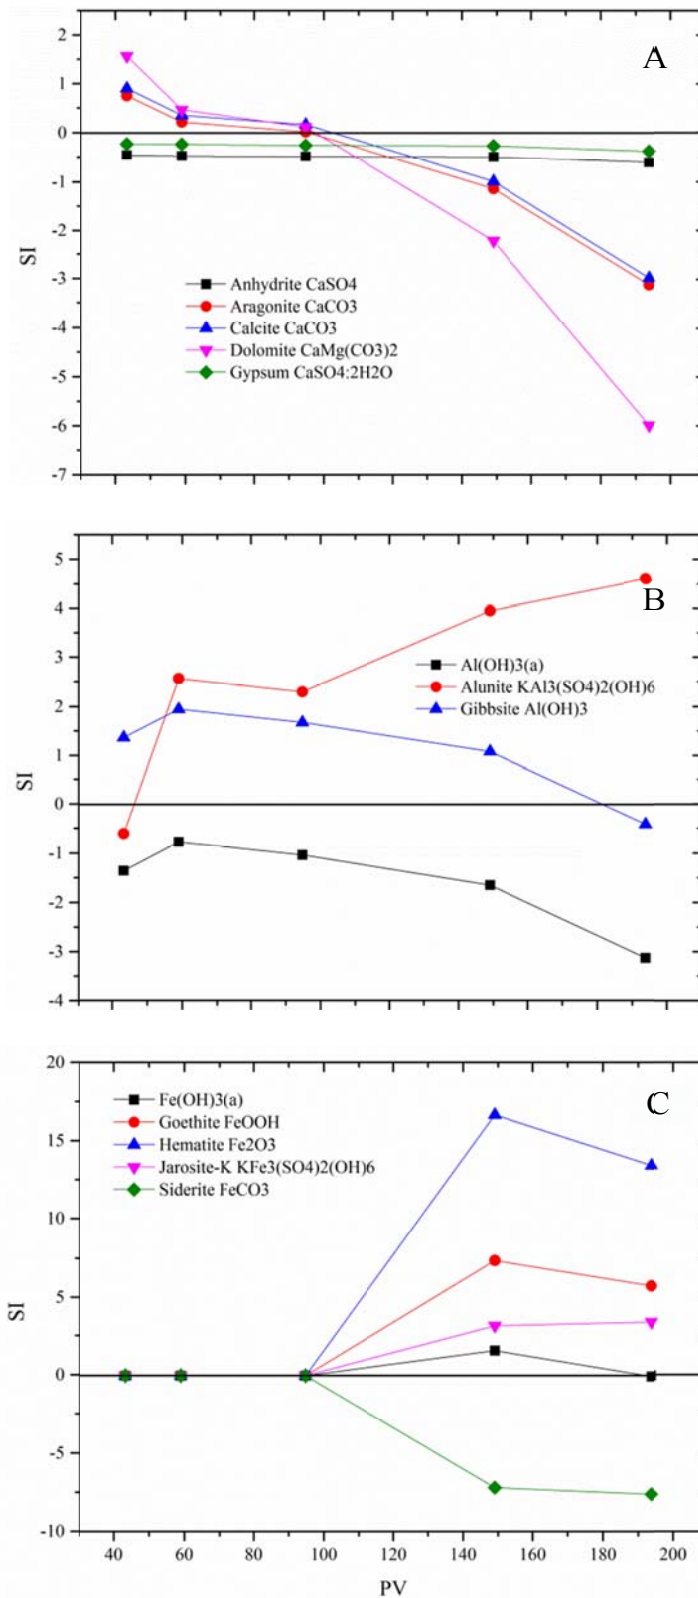 A
2
1
0
-1
-2
-3
-4
-5
-6
-7
SI
Anhydrite CaSO4
Aragonite CaCO3
Calcite CaCO3
Dolomite CaMg(CO3)2
Gypsum CaSO4:2H2O
B
5
4
3
2
1
0
-1
-2
-3
-4
SI
Al(OH)3(a)
Alunite KAl3(SO4)2(OH)6
Gibbsite Al(OH)3
C
20
15
10
5
0
-5
-10
SI
Fe(OH)3(a)
Goethite FeOOH
Hematite Fe2O3
Jarosite-K KFe3(SO4)2(OH)6
Siderite FeCO3
40 60 80 100 120 140 160 180 200
PV